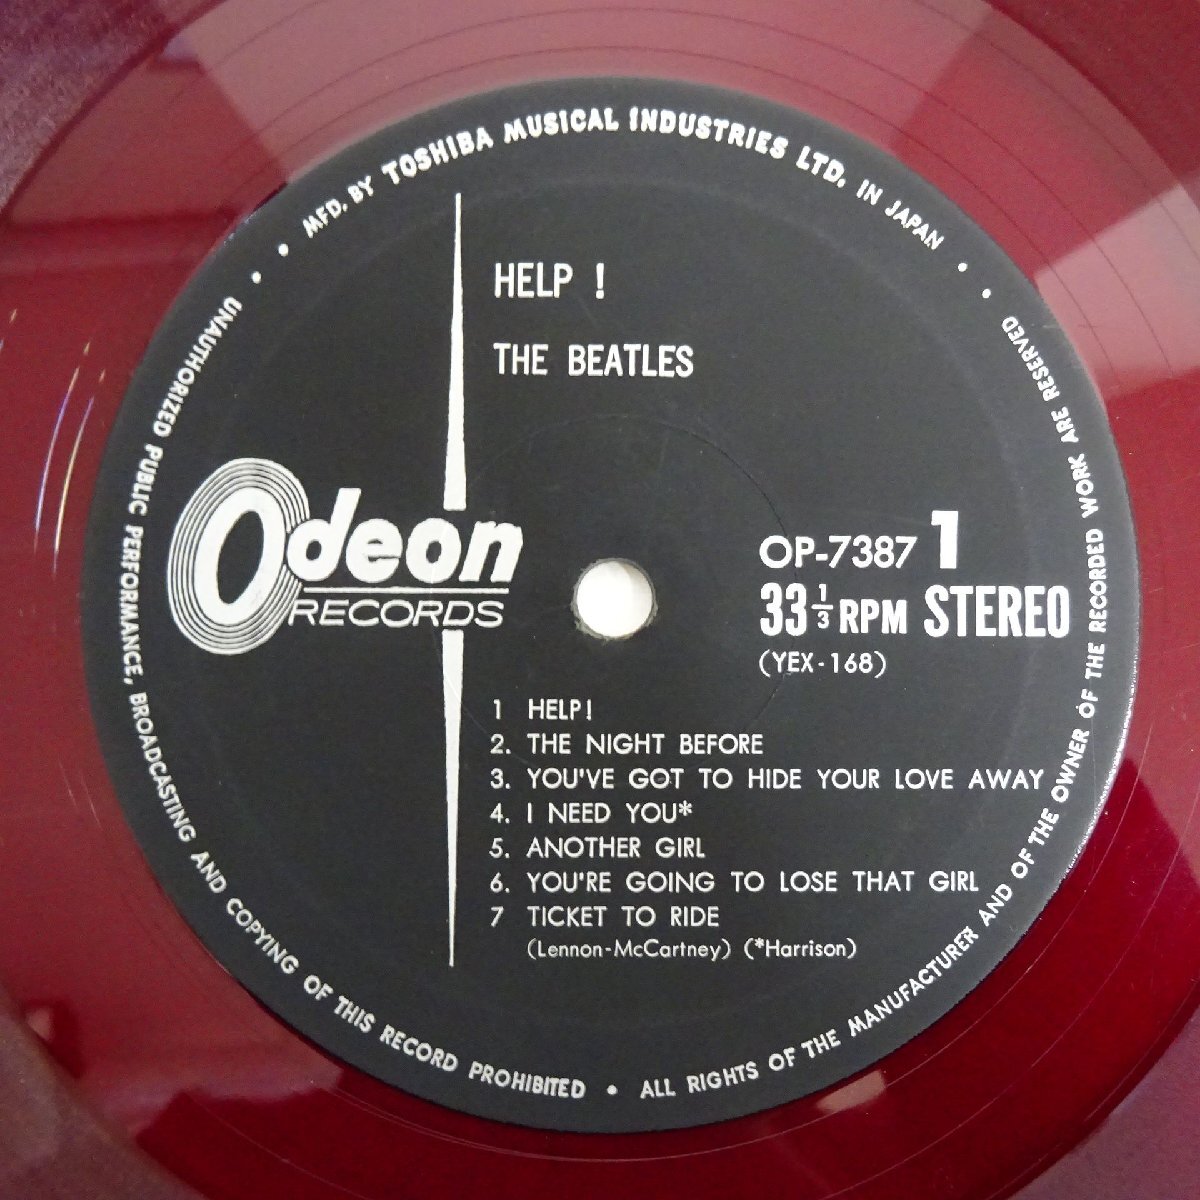 MFD. BY TOSHIBA MUSICAL INDUSTRIES LTD. IN JAPAN
HELP !
THE BEATLES
Odeon
RECORDS
OP-7387 1
33 1/3 RPM STEREO
(YEX-168)
1 HELP!
2. THE NIGHT BEFORE
3. YOU'VE GOT TO HIDE YOUR LOVE AWAY
4. I NEED YOU*
5. ANOTHER GIRL
6. YOU'RE GOING TO LOSE THAT GIRL
7 TICKET TO RIDE
(Lennon-McCartney) (*Harrison)
UNAUTHORIZED PUBLIC PERFORMANCE, BROADCASTING AND COPYING OF THIS RECORD PROHIBITED • ALL RIGHTS OF THE MANUFACTURER AND OF THE OWNER OF THE RECORDED WORK ARE RESERVED